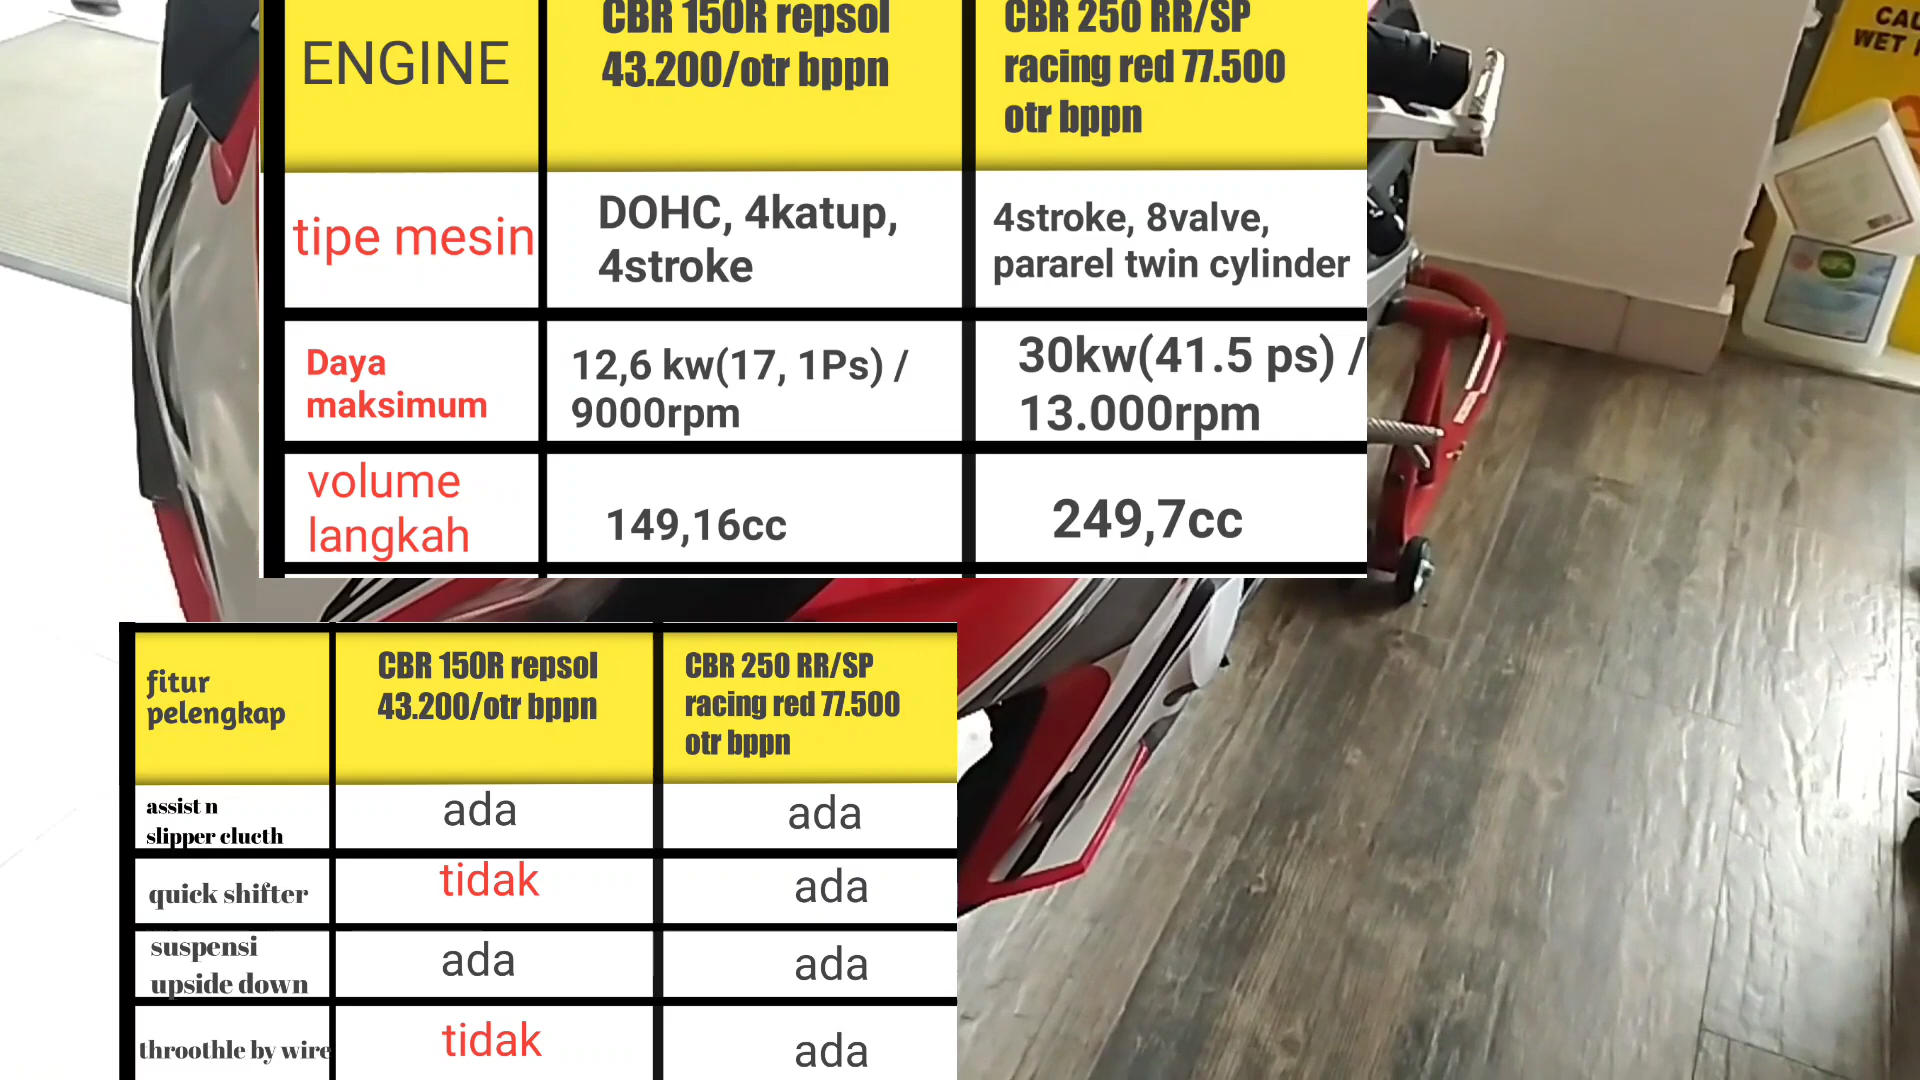 ENGINE
CBR 150R repsol
43.200/otr bppn
CBR 250 RR/SP
racing red 77.500
otr bppn
tipe mesin
DOHC, 4katup,
4stroke
4stroke, 8valve,
pararel twin cylinder
Daya
maksimum
12,6 kw(17, 1Ps) /
9000rpm
30kw(41.5 ps) /
13.000rpm
volume
langkah
149,16cc
249,7cc
fitur
pelengkap
CBR 150R repsol
43.200/otr bppn
CBR 250 RR/SP
racing red 77.500
otr bppn
assist n
slipper clucth
ada
ada
quick shifter
tidak
ada
suspensi
upside down
ada
ada
throothle by wire
tidak
ada
WET